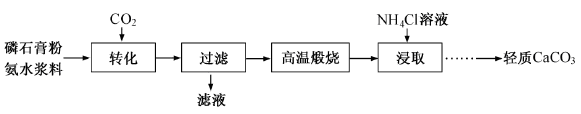 CO₂
NH₄Cl溶液
磷石膏粉
氨水浆料
转化
过滤
高温煅烧
浸取
……
轻质CaCO₃
滤液